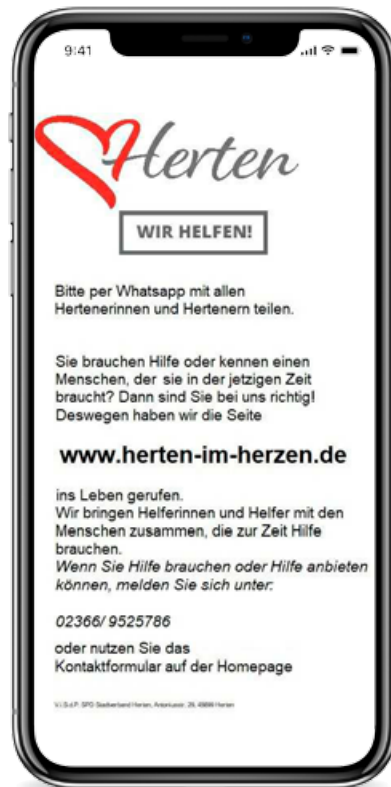 9:41
Herten
WIR HELFEN!
Bitte per Whatsapp mit allen
Hertenerinnen und Hertenern teilen.
Sie brauchen Hilfe oder kennen einen
Menschen, der sie in der jetzigen Zeit
braucht? Dann sind Sie bei uns richtig!
Deswegen haben wir die Seite
www.herten-im-herzen.de
ins Leben gerufen.
Wir bringen Helferinnen und Helfer mit den
Menschen zusammen, die zur Zeit Hilfe
brauchen.
Wenn Sie Hilfe brauchen oder Hilfe anbieten
können, melden Sie sich unter:
02366/ 9525786
oder nutzen Sie das
Kontaktformular auf der Homepage
V.i.S.d.P. SPD Stadtverband Herten,